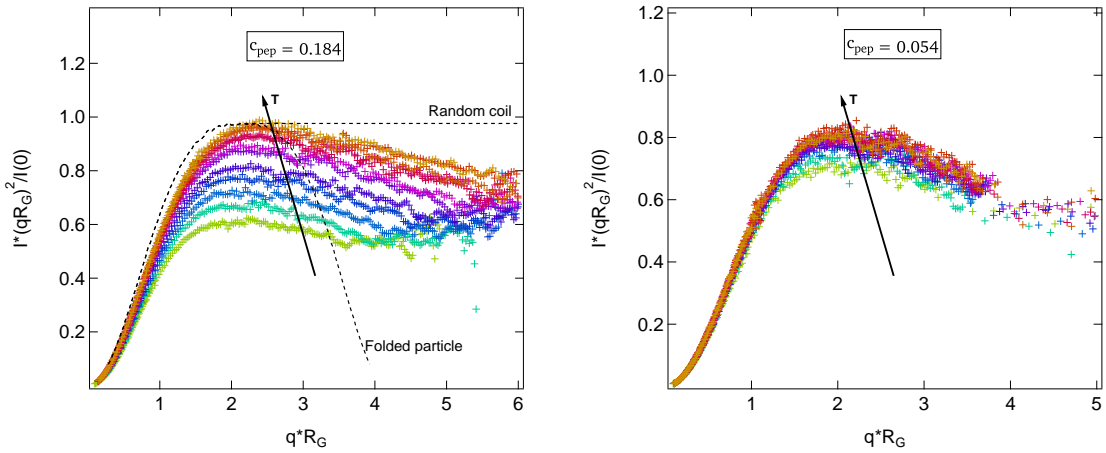 I*(qR_G)^2/I(0)
1.2
1.0
0.8
0.6
0.4
0.2
c_pep = 0.184
T
Random coil
Folded particle
1 2 3 4 5 6
q*R_G
I*(qR_G)^2/I(0)
1.2
1.0
0.8
0.6
0.4
0.2
c_pep = 0.054
T
1 2 3 4 5
q*R_G